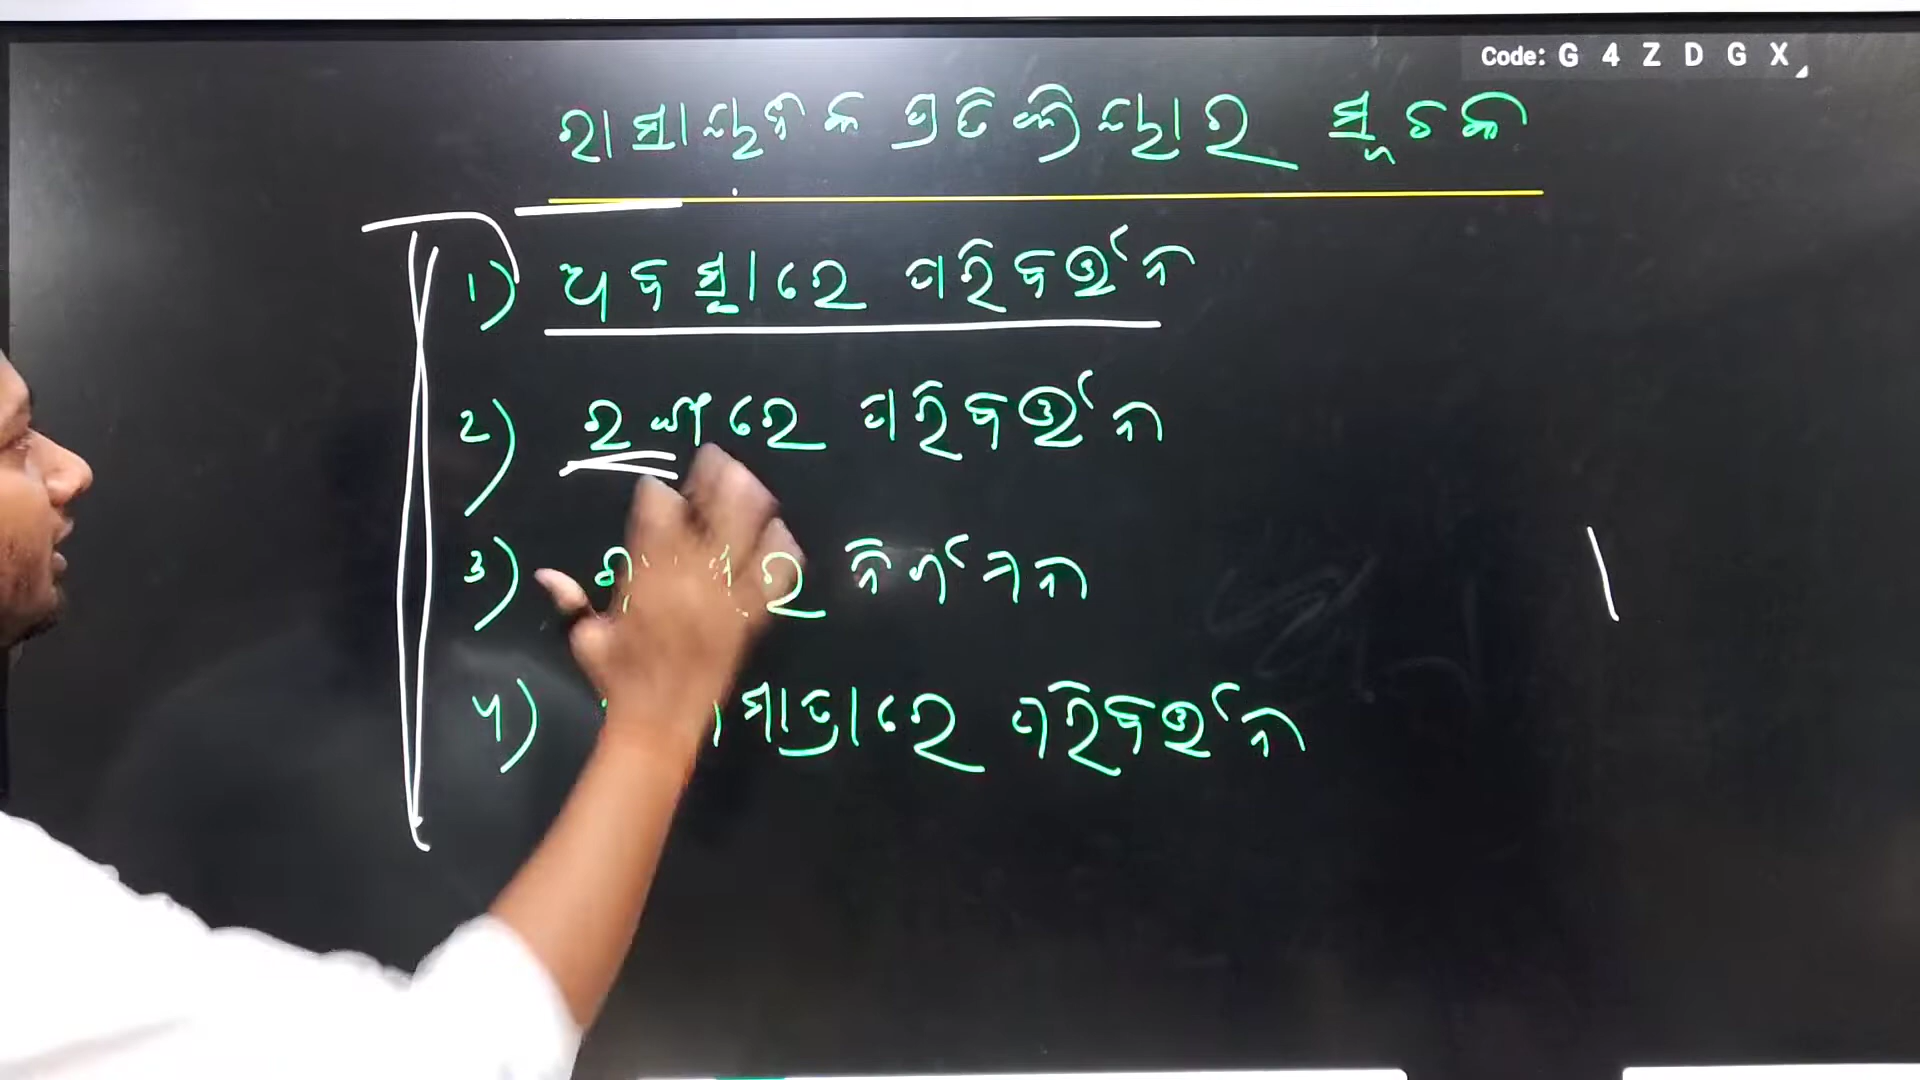 Code: G 4 Z D G X
ରାସାୟନିକ ପ୍ରତିକ୍ରିୟାର ସୂଚକ
1) ଅବସ୍ଥାରେ ପରିବର୍ତ୍ତନ
2) ରଙ୍ଗରେ ପରିବର୍ତ୍ତନ
3) ନିର୍ଗମନ
4) ପରିବର୍ତ୍ତନ